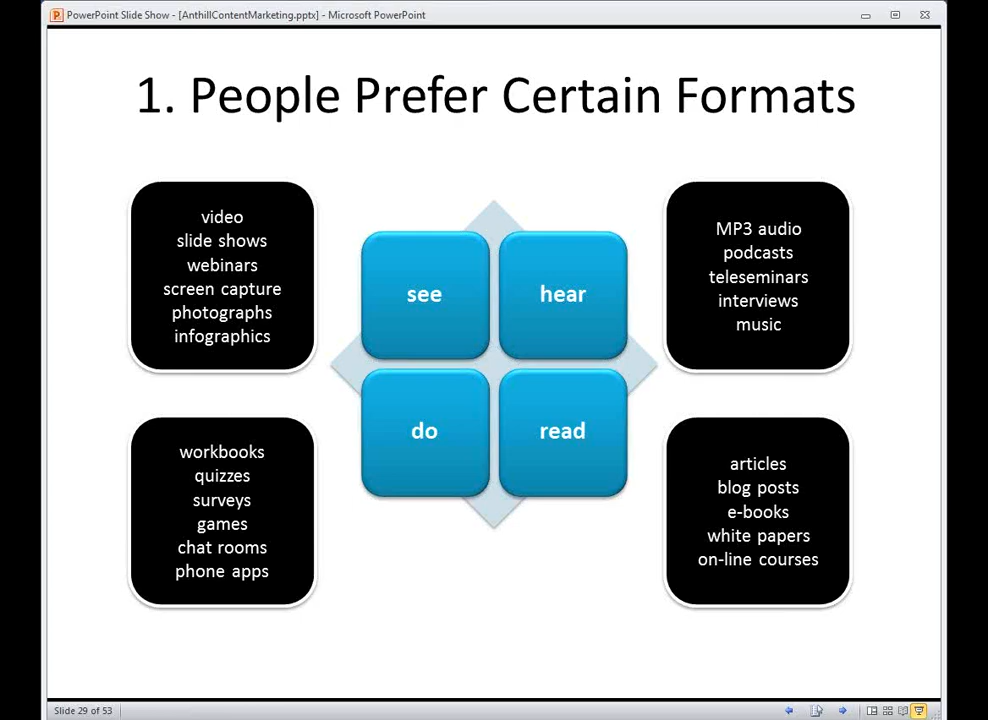 PowerPoint Slide Show - [AnthillContentMarketing.pptx] - Microsoft PowerPoint
1. People Prefer Certain Formats
video
slide shows
webinars
screen capture
photographs
infographics
see
hear
MP3 audio
podcasts
teleseminars
interviews
music
workbooks
quizzes
surveys
games
chat rooms
phone apps
do
read
articles
blog posts
e-books
white papers
on-line courses
Slide 29 of 53